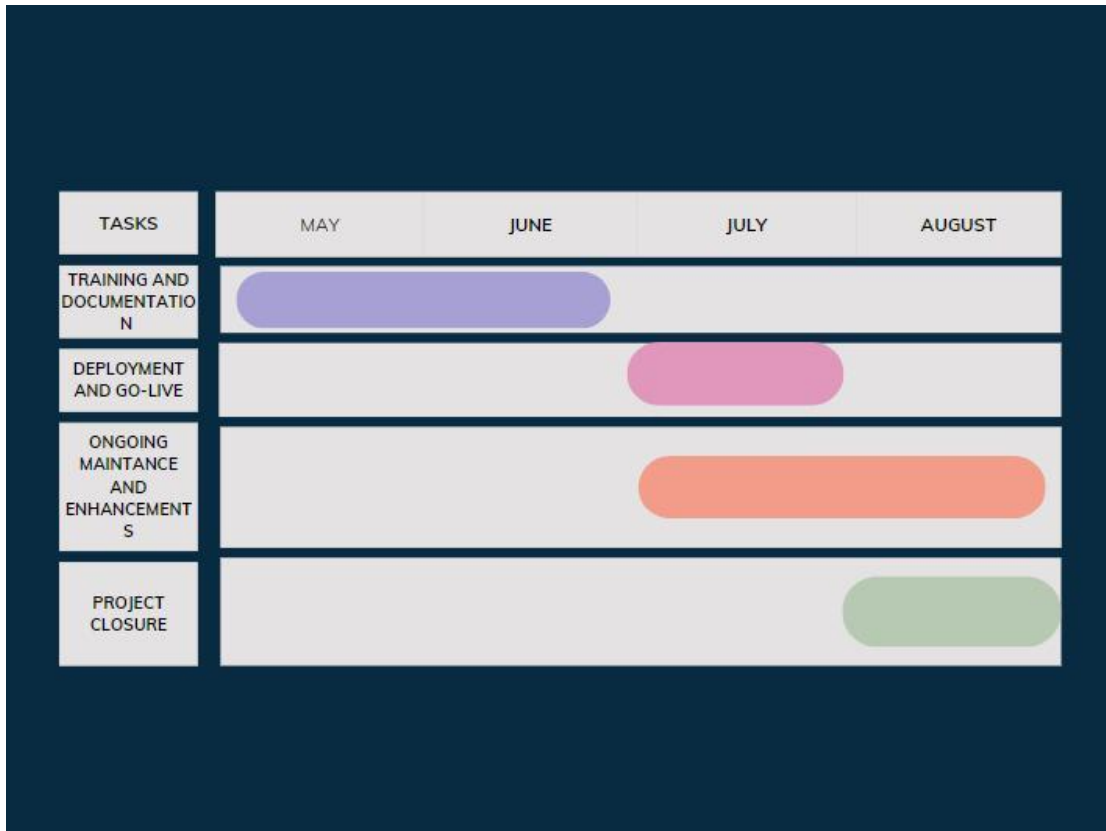 TASKS MAY JUNE JULY AUGUST
TRAINING AND
DOCUMENTATIO
N
DEPLOYMENT
AND GO-LIVE
ONGOING
MAINTANCE
AND
ENHANCEMENT
S
PROJECT
CLOSURE